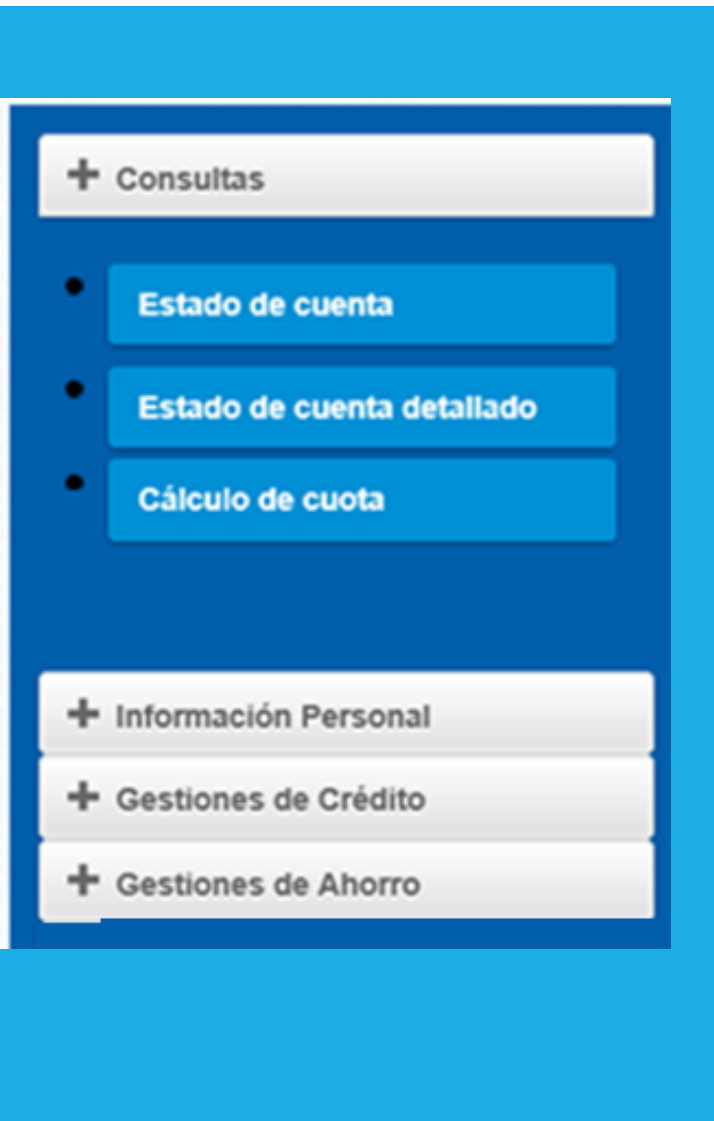 Consultas
Estado de cuenta
Estado de cuenta detallado
Cálculo de cuota
Información Personal
Gestiones de Crédito
Gestiones de Ahorro